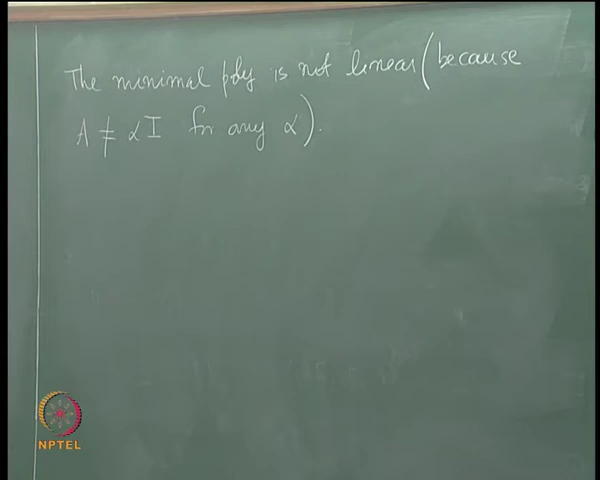 The minimal poly is not linear (because
A ≠ αI for any α).
NPTEL